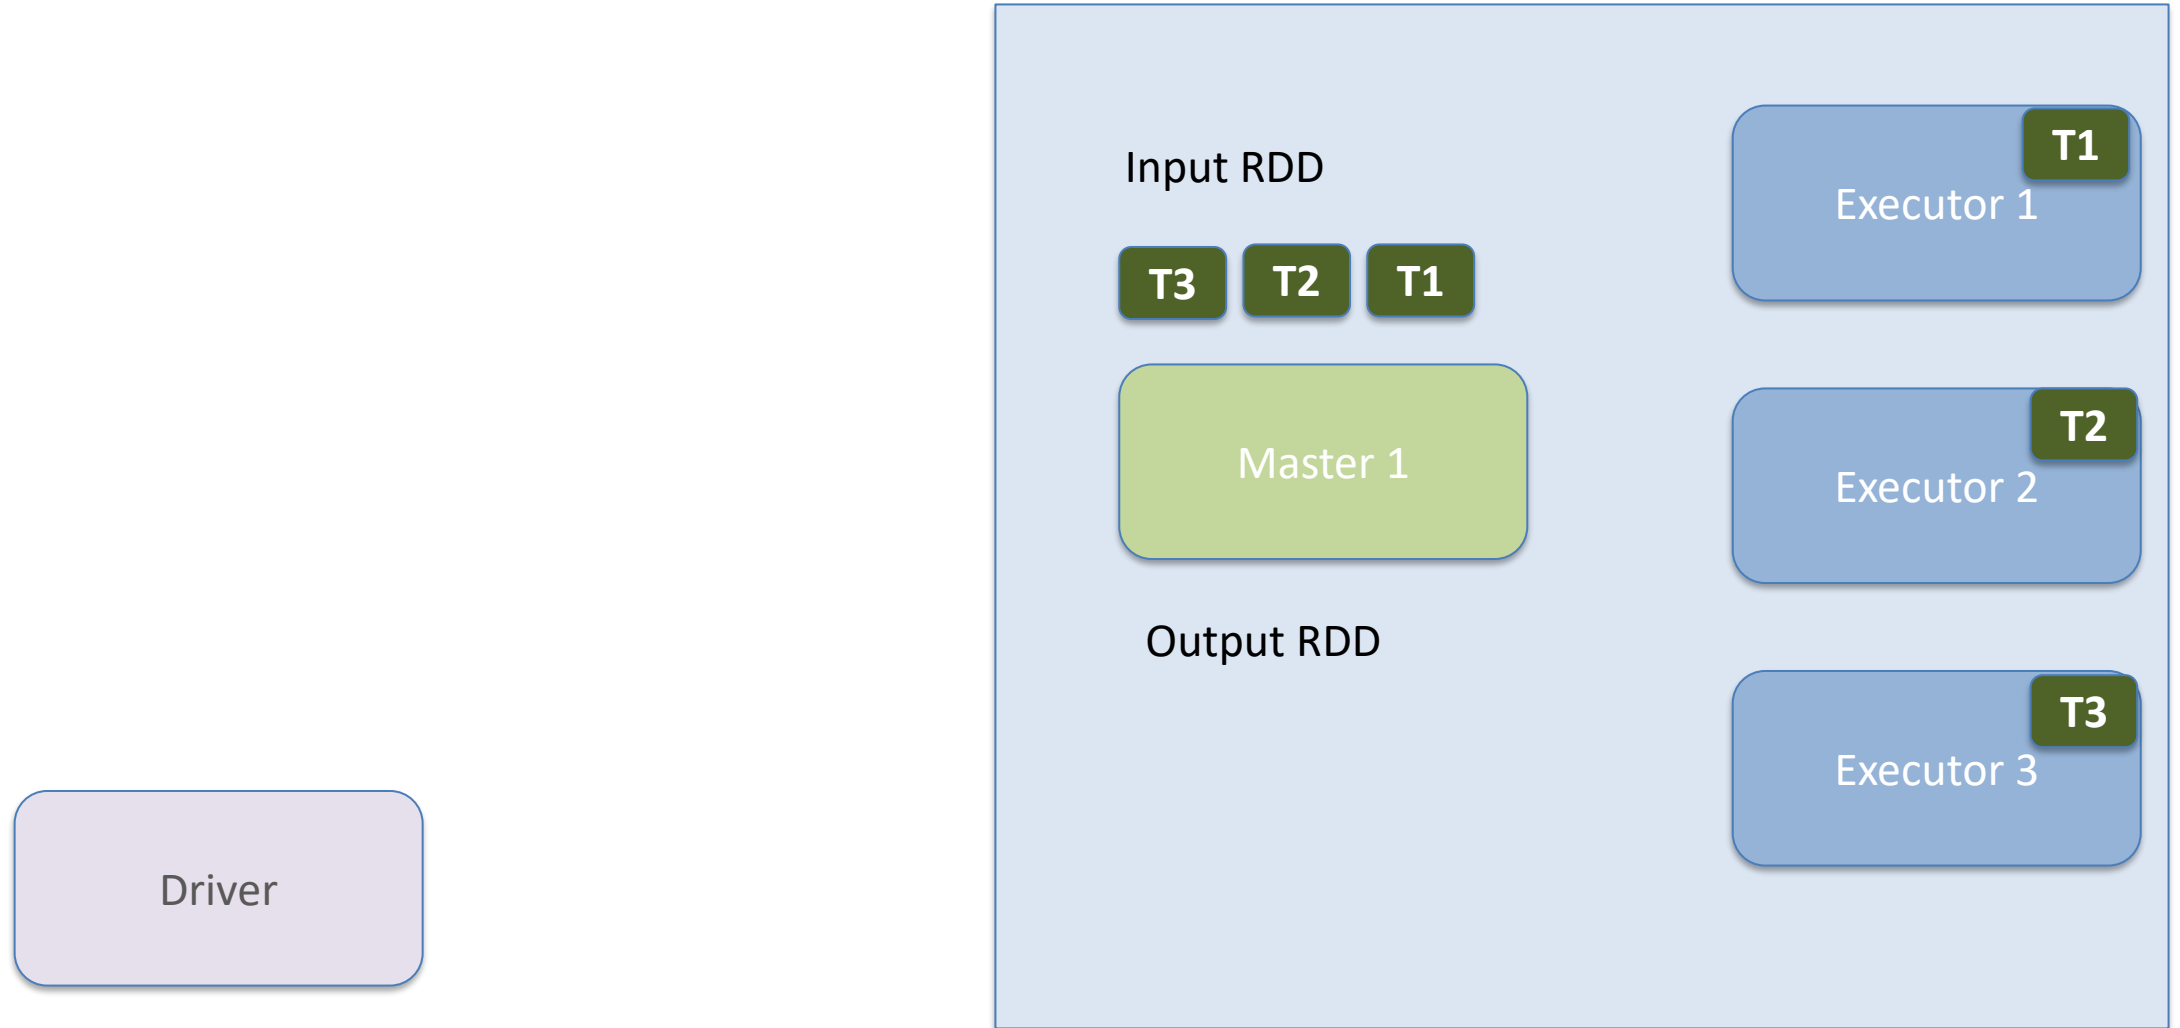 Input RDD
T3 T2 T1
Master 1
Output RDD
T1
Executor 1
T2
Executor 2
T3
Executor 3
Driver